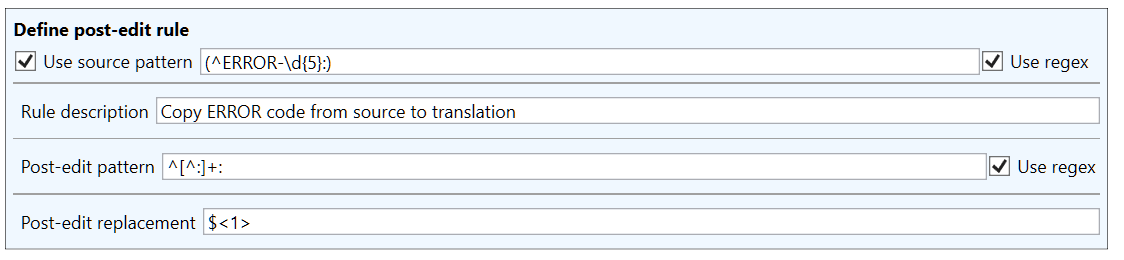 Define post-edit rule
Use source pattern (^ERROR-\d{5}:) Use regex
Rule description Copy ERROR code from source to translation
Post-edit pattern ^[^:]+: Use regex
Post-edit replacement $<1>